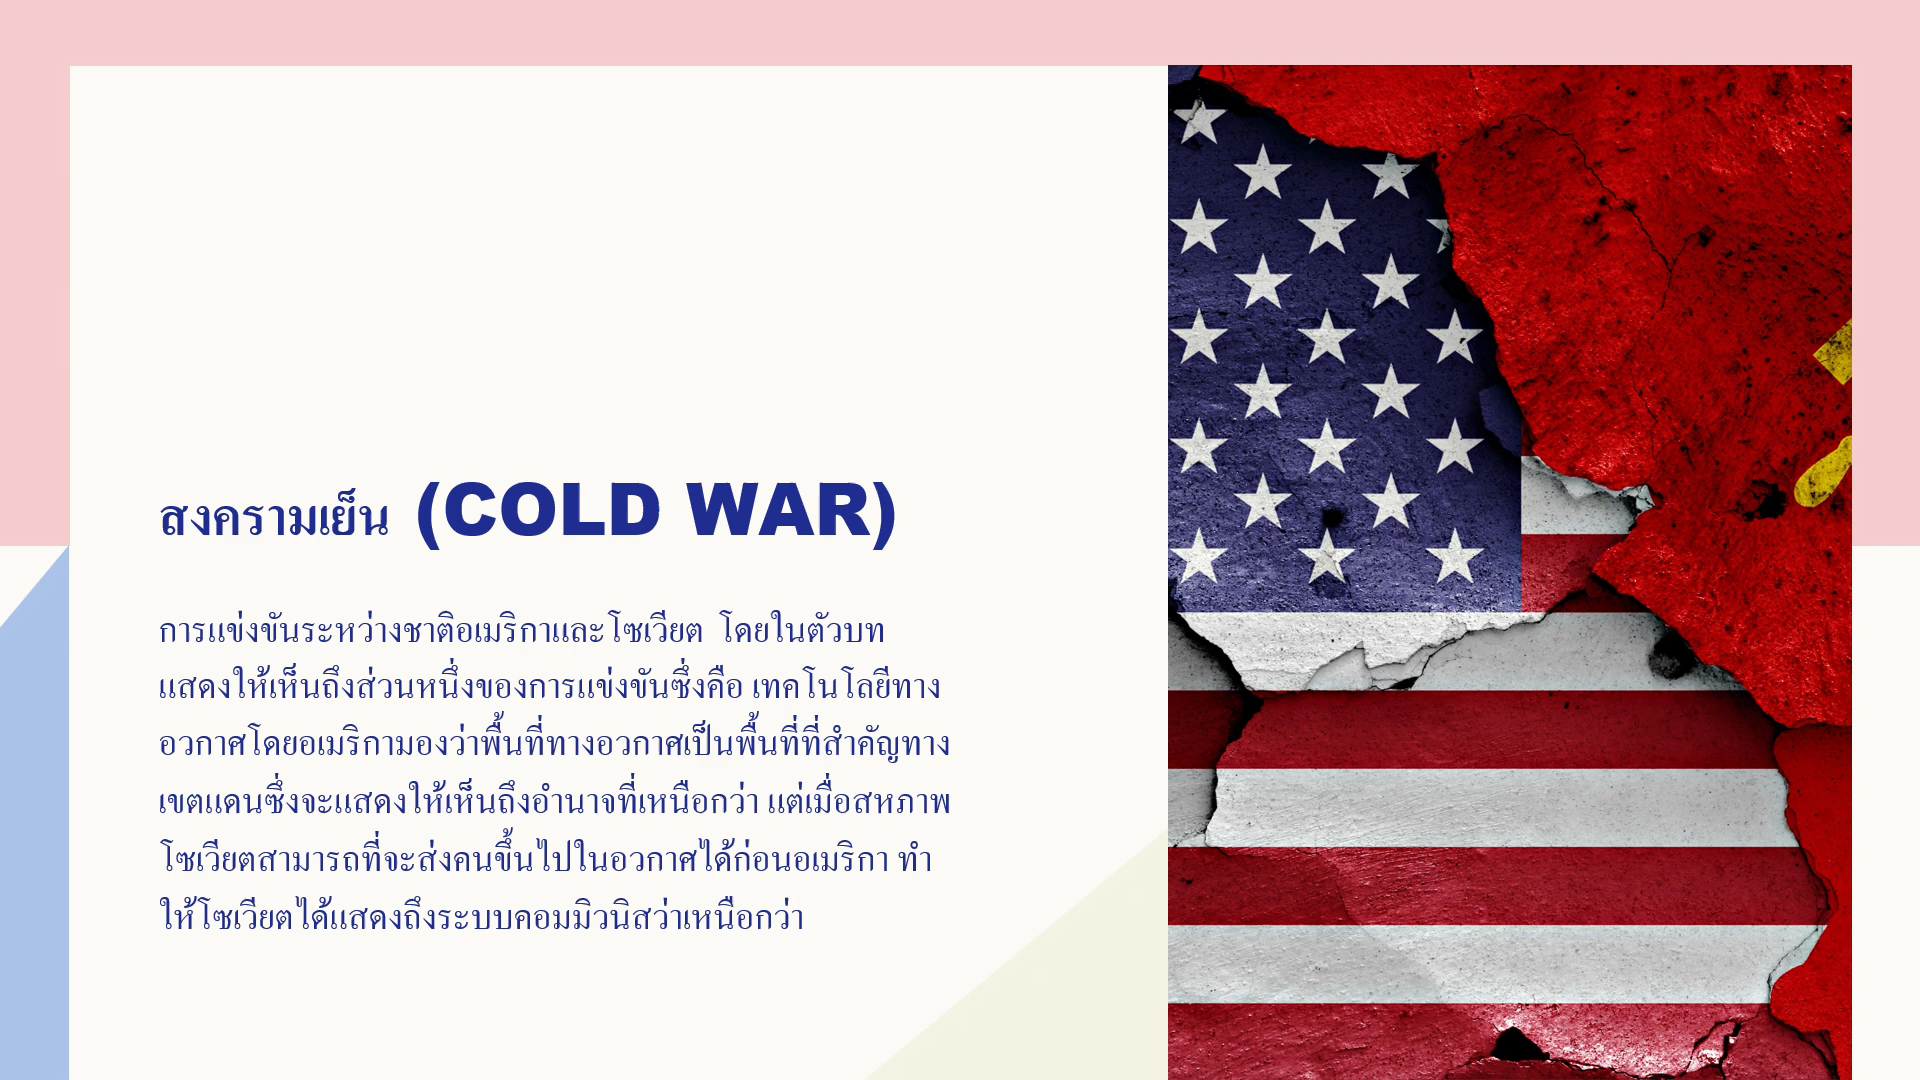 สงครามเย็น (COLD WAR)
การแข่งขันระหว่างชาติอเมริกาและโซเวียต โดยในตัวบท
แสดงให้เห็นถึงส่วนหนึ่งของการแข่งขันซึ่งคือ เทคโนโลยีทาง
อวกาศโดยอเมริกามองว่าพื้นที่ทางอวกาศเป็นพื้นที่ที่สำคัญทาง
เขตแดนซึ่งจะแสดงให้เห็นถึงอำนาจที่เหนือกว่า แต่เมื่อสหภาพ
โซเวียตสามารถที่จะส่งคนขึ้นไปในอวกาศได้ก่อนอเมริกา ทำ
ให้โซเวียตได้แสดงถึงระบบคอมมิวนิสว่าเหนือกว่า